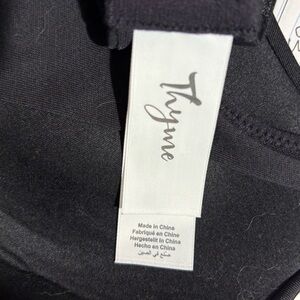 Thyme
Made in China
Fabriqué en Chine
Hergestellt In China
Hecho en China
صنع في الصين